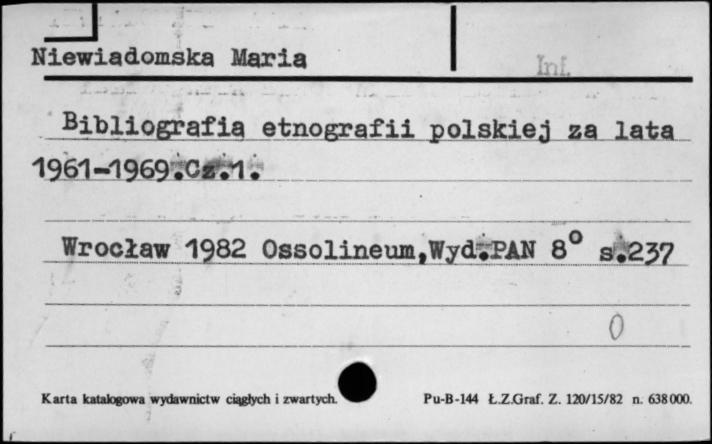 Niewiadomska Maria
Inf.
Bibliografia etnografii polskiej za lata
1961-1969.Cz.1.
Wrocław 1982 Ossolineum,Wyd.PAN 8° s.237
0
Karta katalogowa wydawnictw ciągłych i zwartych.
Pu-B-144 Ł.Z.Graf. Z. 120/15/82 n. 638000.